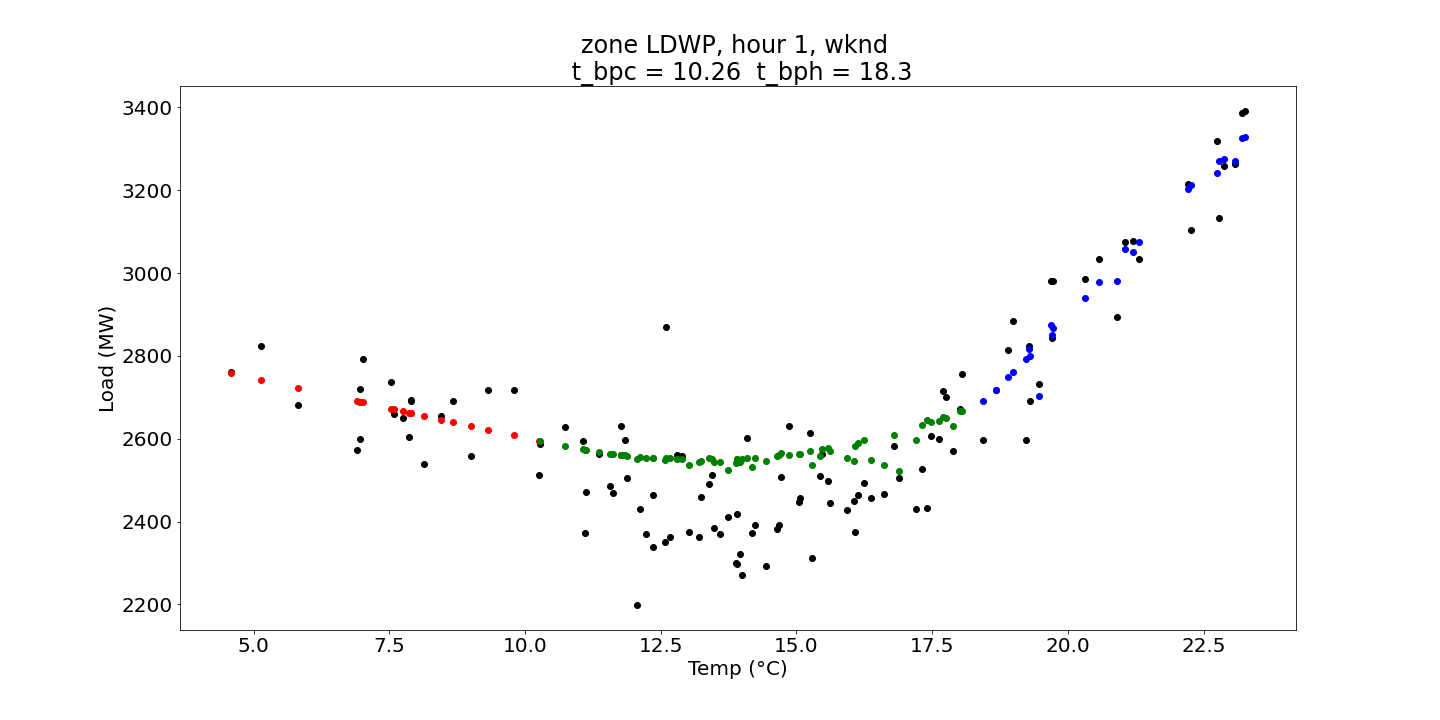 zone LDWP, hour 1, wknd
t_bpc = 10.26  t_bph = 18.3
3400
3200
3000
2800
2600
2400
2200
Load (MW)
5.0 7.5 10.0 12.5 15.0 17.5 20.0 22.5
Temp (°C)